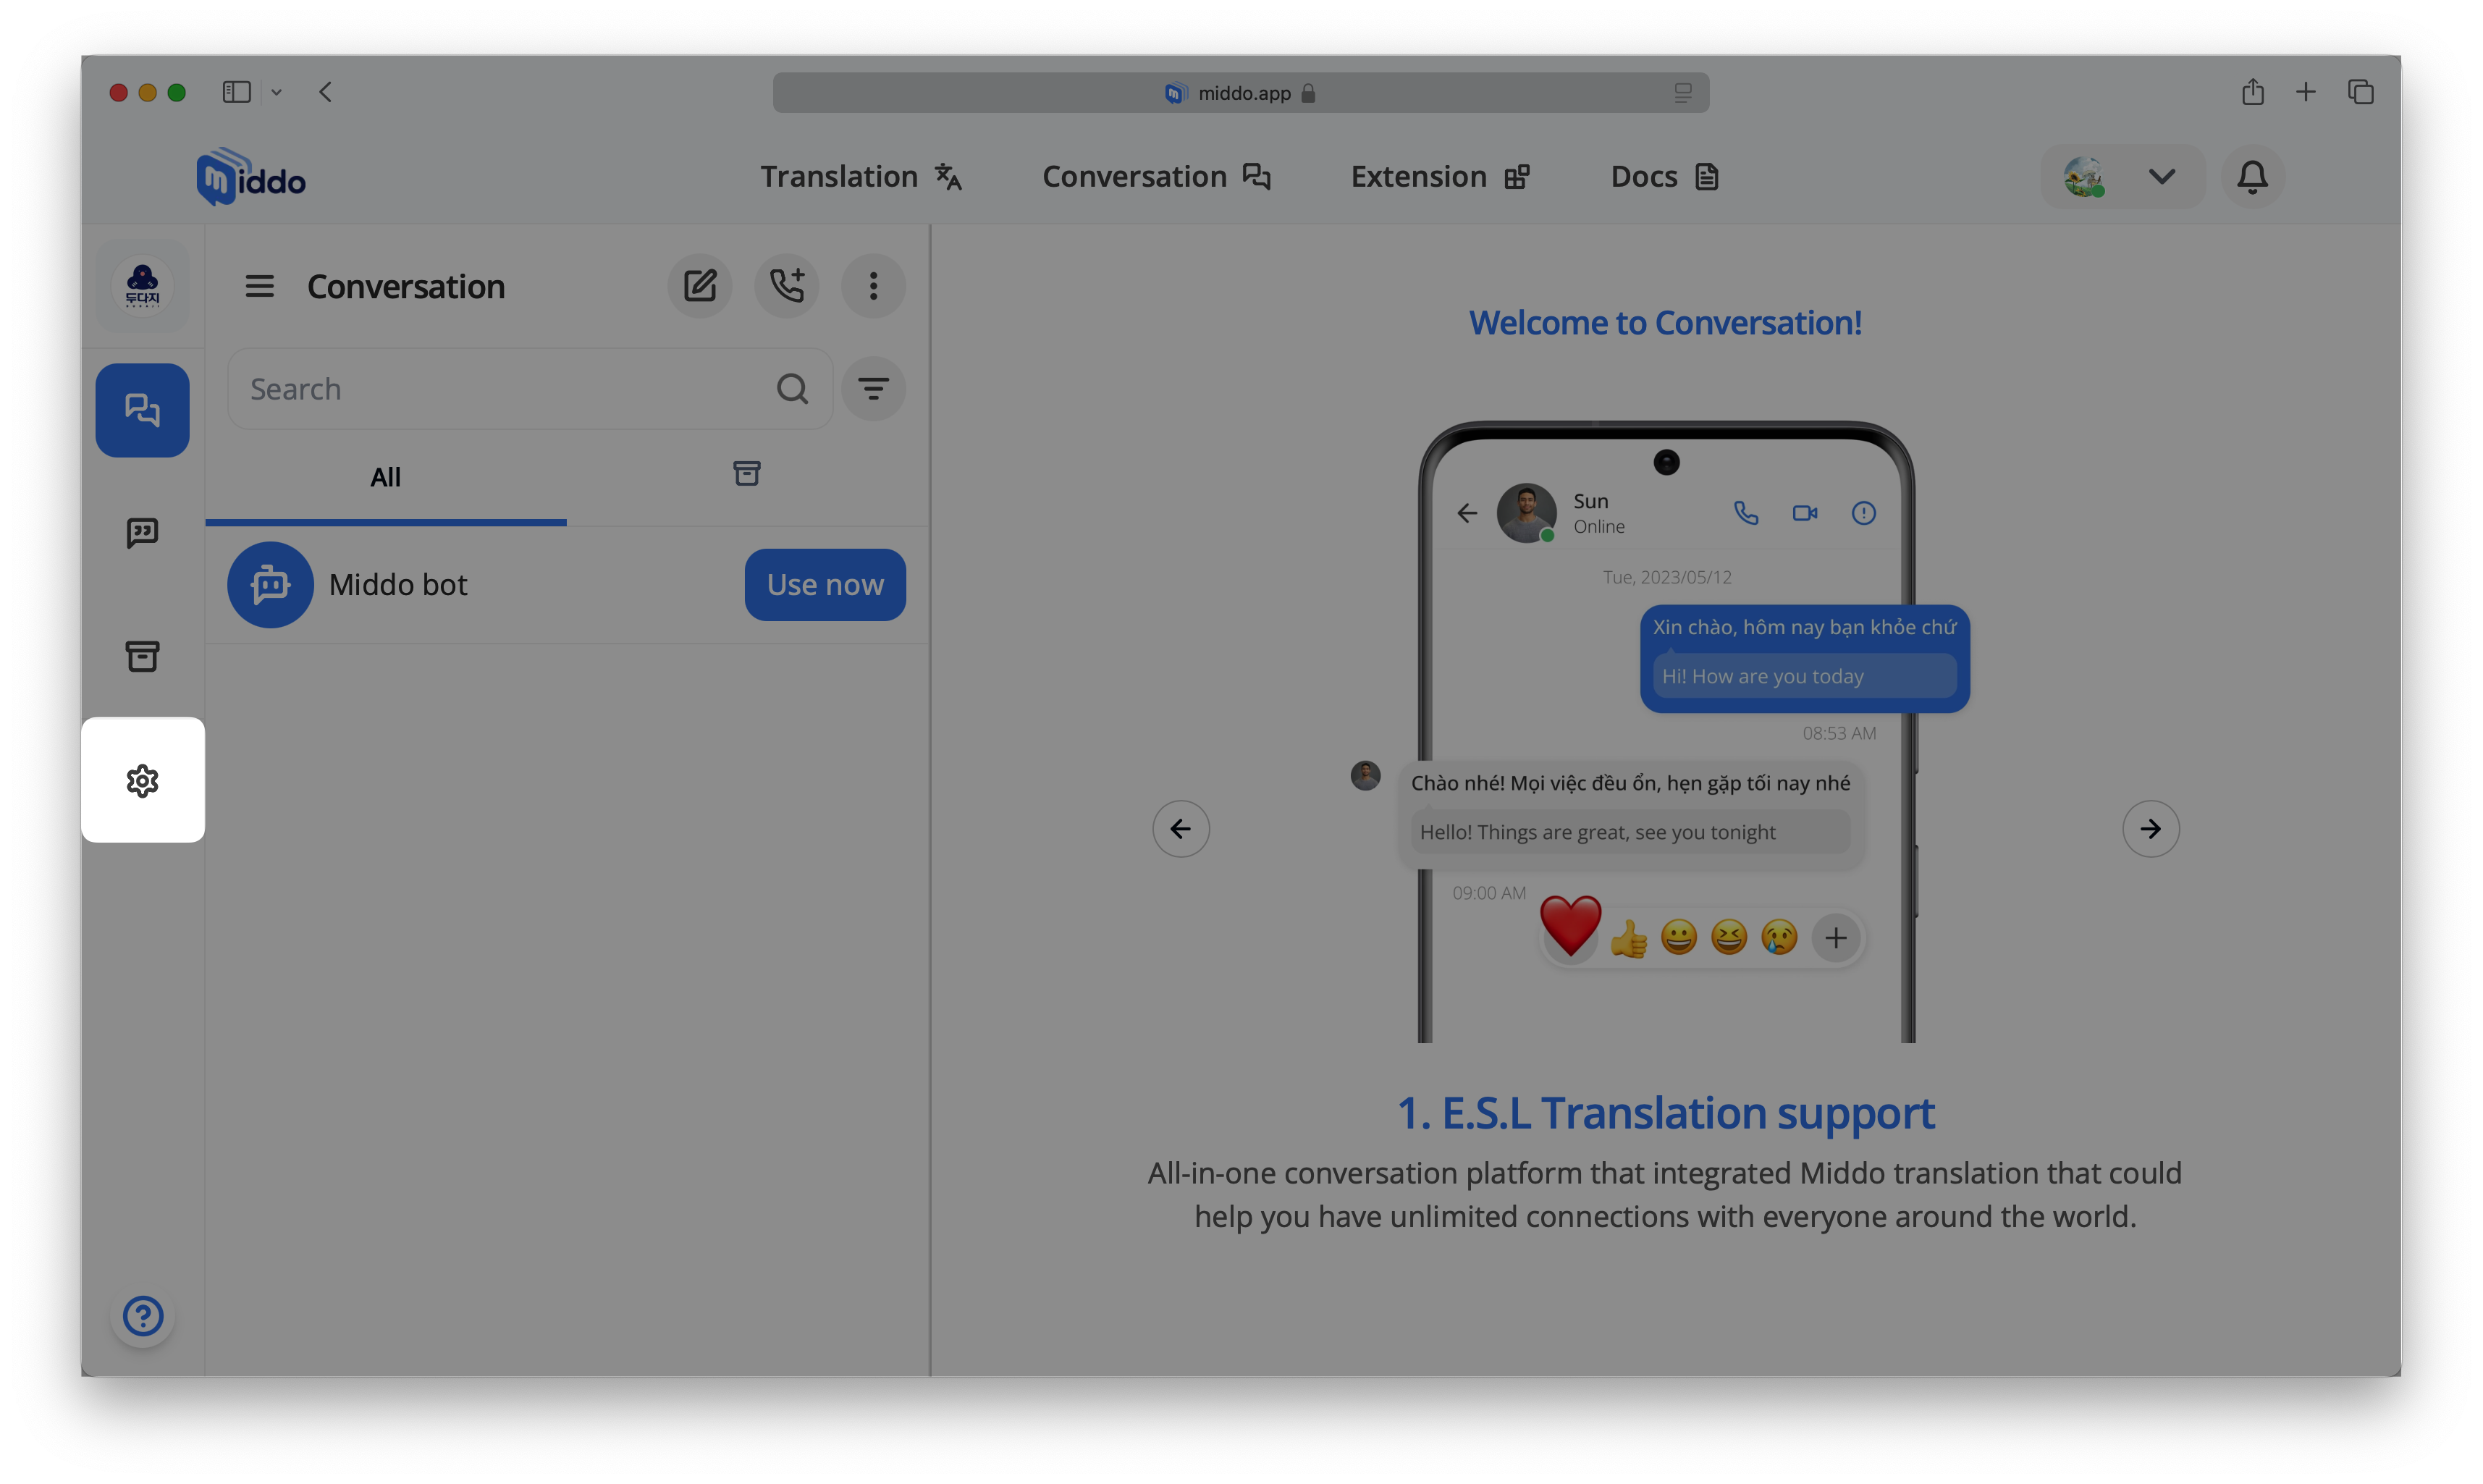 middo.app
middo
Translation
Conversation
Extension
Docs
두다지
Conversation
Search
All
Middo bot
Use now
Welcome to Conversation!
Sun
Online
Tue, 2023/05/12
Xin chào, hôm nay bạn khỏe chứ
Hi! How are you today
08:53 AM
Chào nhé! Mọi việc đều ổn, hẹn gặp tối nay nhé
Hello! Things are great, see you tonight
09:00 AM
1. E.S.L Translation support
All-in-one conversation platform that integrated Middo translation that could
help you have unlimited connections with everyone around the world.